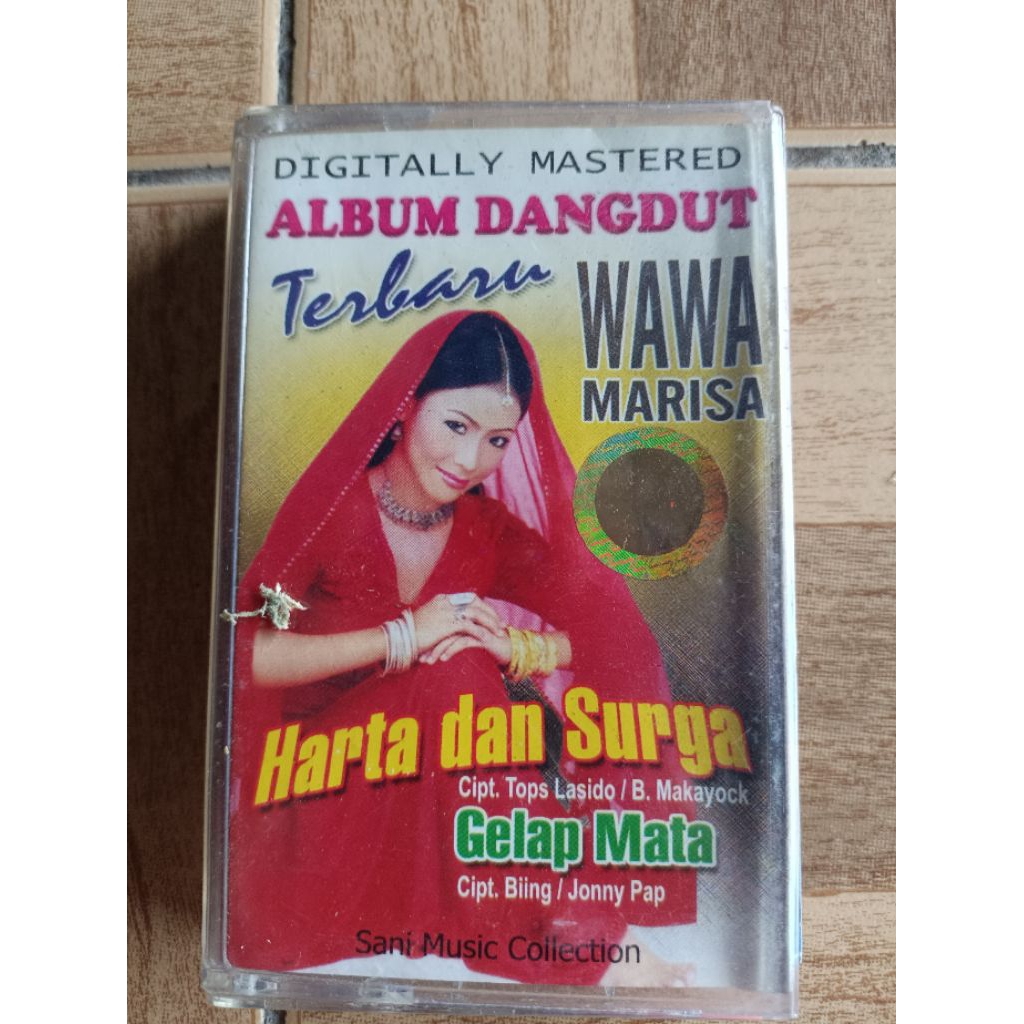 DIGITALLY MASTERED
ALBUM DANGDUT
Terbaru
WAWA
MARISA
Harta dan Surga
Cipt. Tops Lasido / B. Makayock
Gelap Mata
Cipt. Biing / Jonny Pap
Sani Music Collection